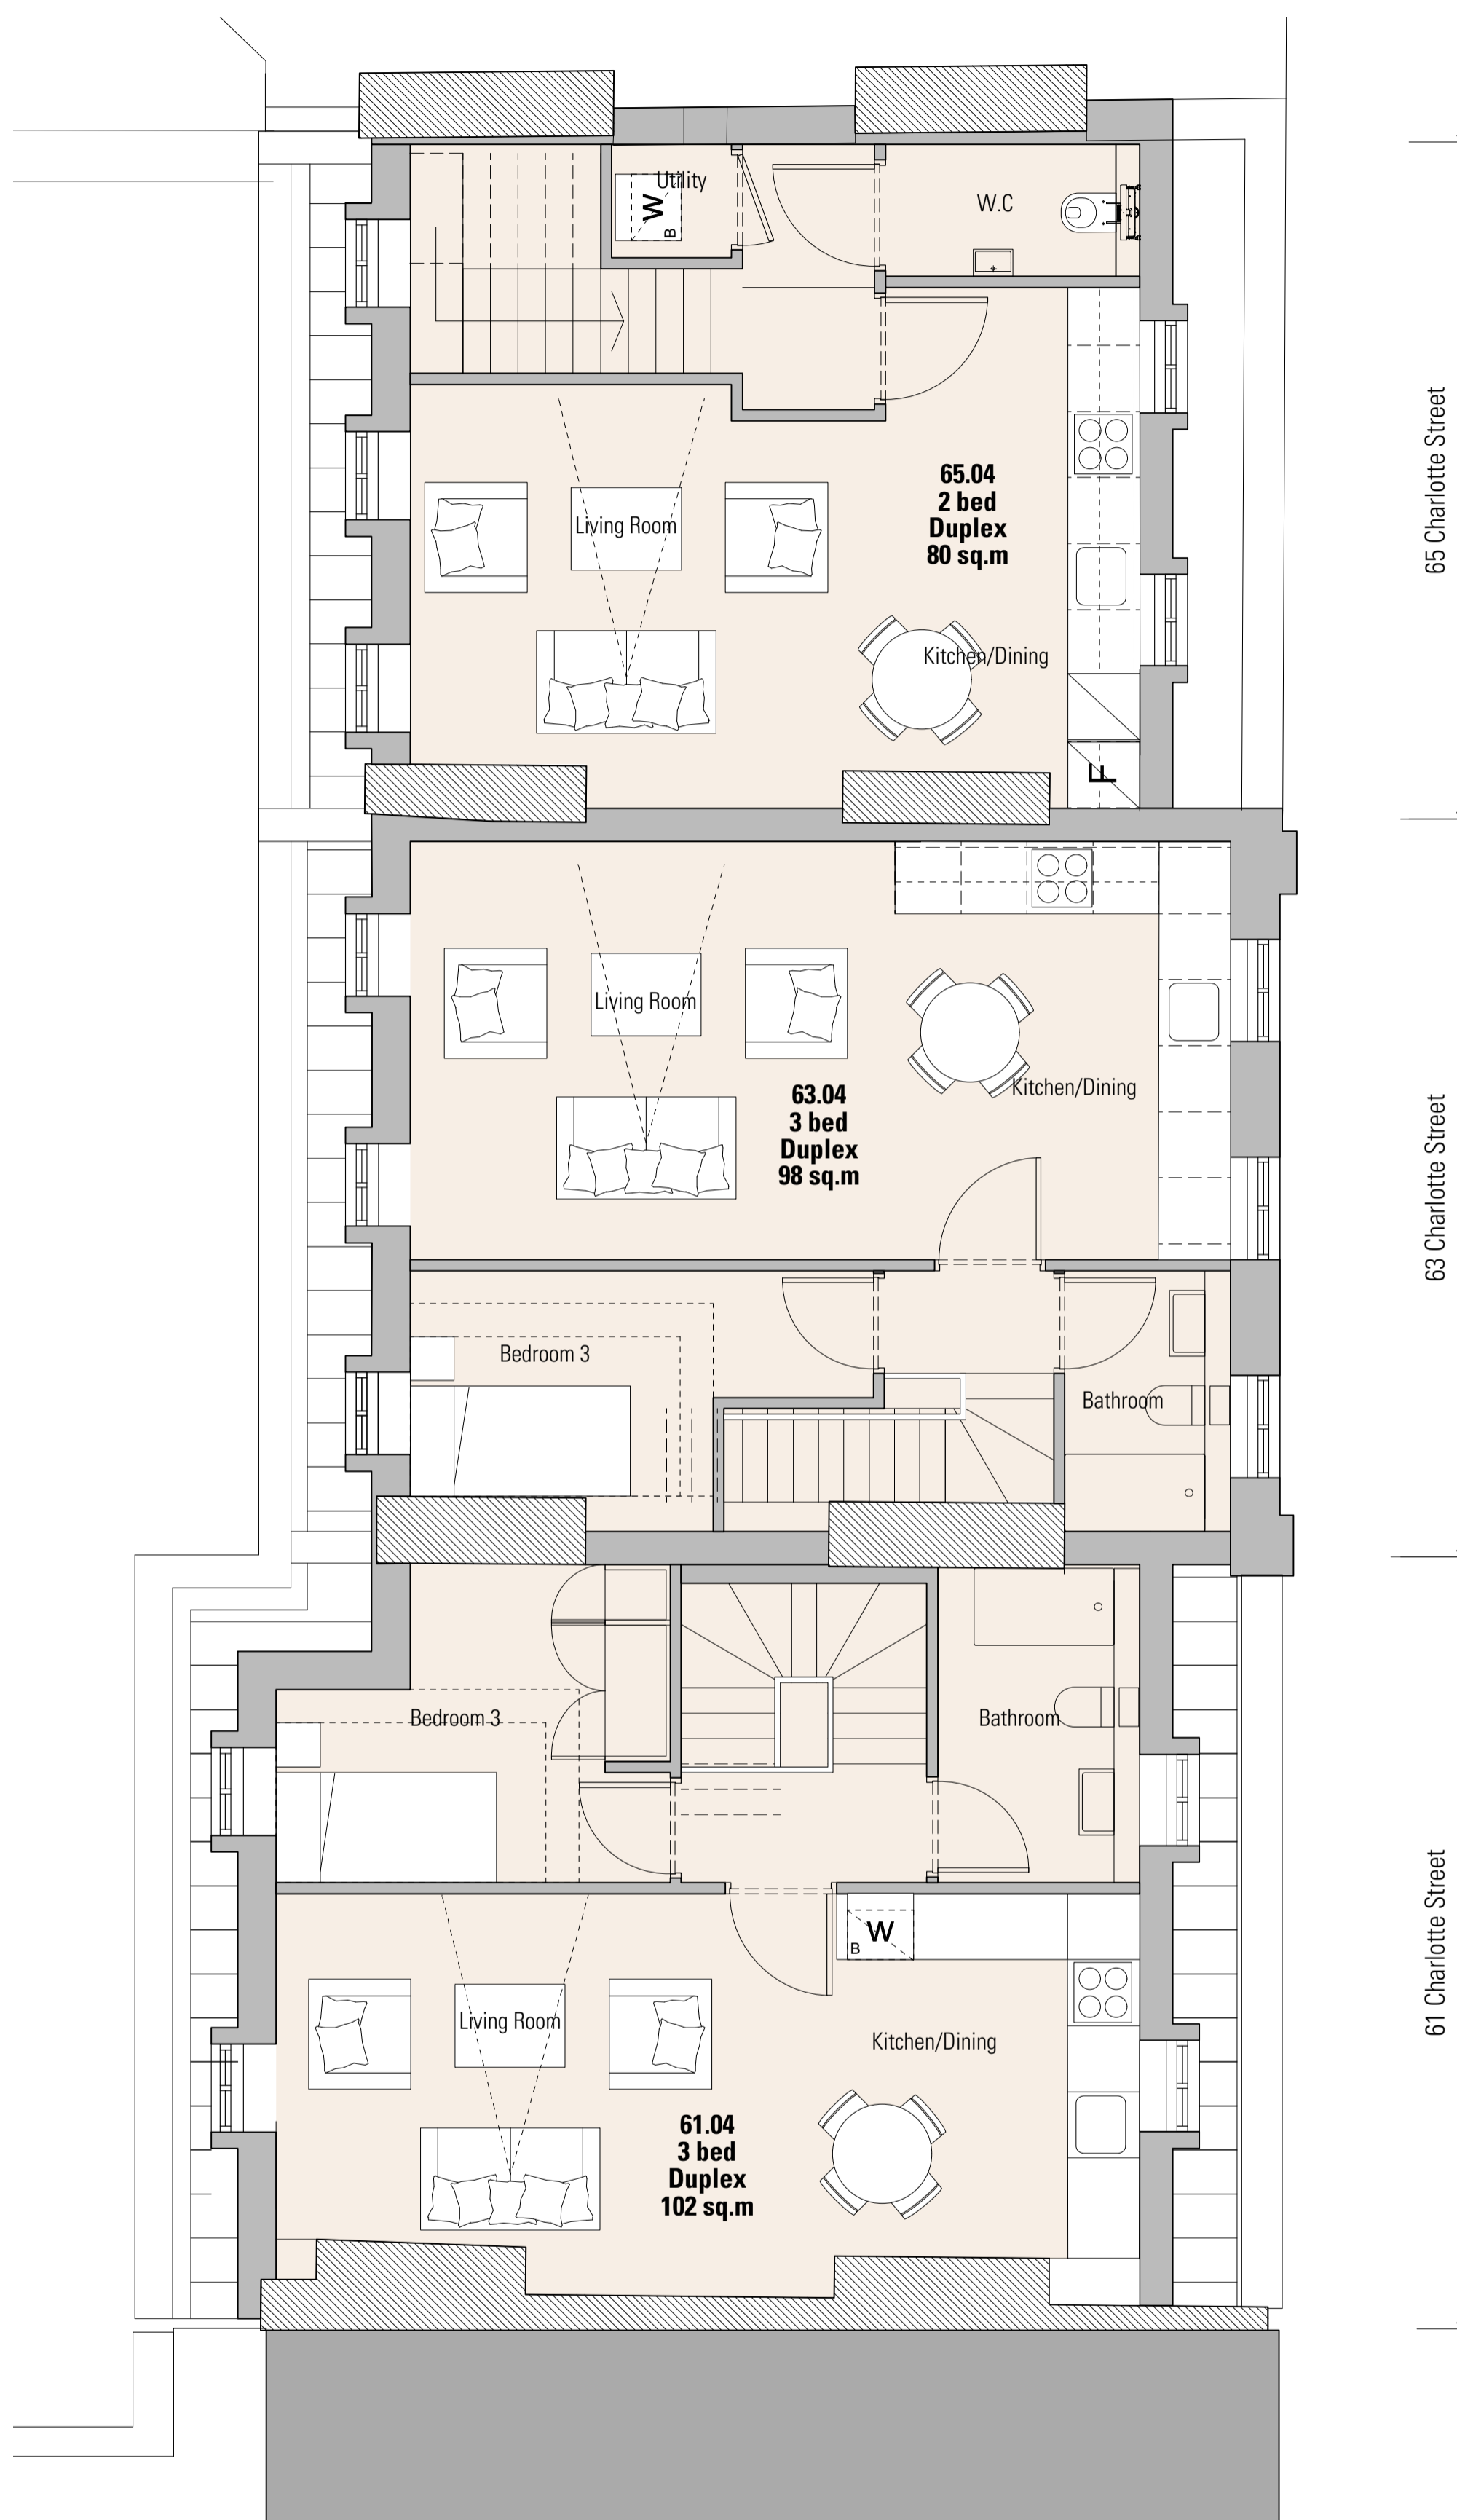 Utility
W
B
W.C
65.04
2 bed
Duplex
80 sq.m
Living Room
Kitchen/Dining
F
65 Charlotte Street
Living Room
63.04
3 bed
Duplex
98 sq.m
Kitchen/Dining
63 Charlotte Street
Bedroom 3
Bathroom
Bedroom 3
Bathroom
W
B
Living Room
Kitchen/Dining
61.04
3 bed
Duplex
102 sq.m
61 Charlotte Street